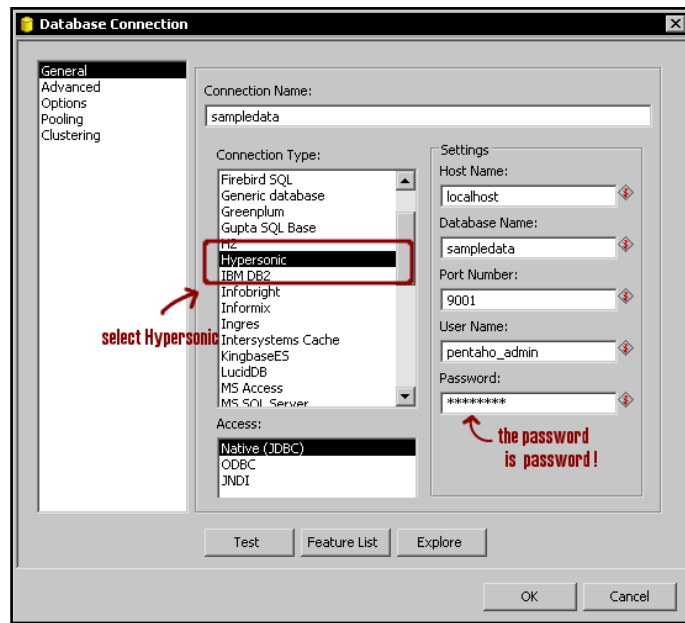 Database Connection
General
Advanced
Options
Pooling
Clustering
Connection Name:
sampledata
Connection Type:
Firebird SQL
Generic database
Greenplum
Gupta SQL Base
H2
Hypersonic
IBM DB2
Infobright
Informix
Ingres
Intersystems Cache
KingbaseES
LucidDB
MS Access
MS SQL Server
select Hypersonic
Access:
Native (JDBC)
ODBC
JNDI
Settings
Host Name:
localhost
Database Name:
sampledata
Port Number:
9001
User Name:
pentaho_admin
Password:
********
the password
is password!
Test
Feature List
Explore
OK
Cancel